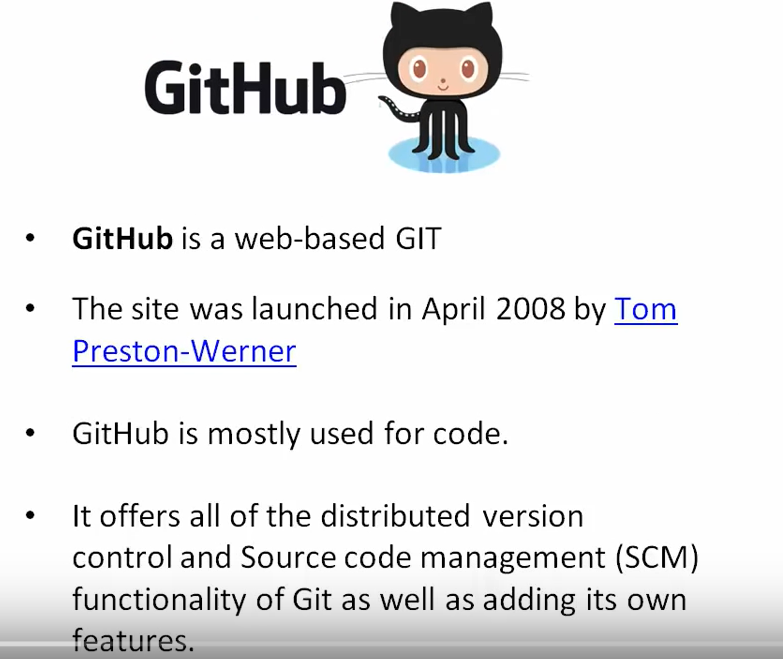 GitHub
• GitHub is a web-based GIT
• The site was launched in April 2008 by Tom
Preston-Werner
• GitHub is mostly used for code.
• It offers all of the distributed version
control and Source code management (SCM)
functionality of Git as well as adding its own
features.